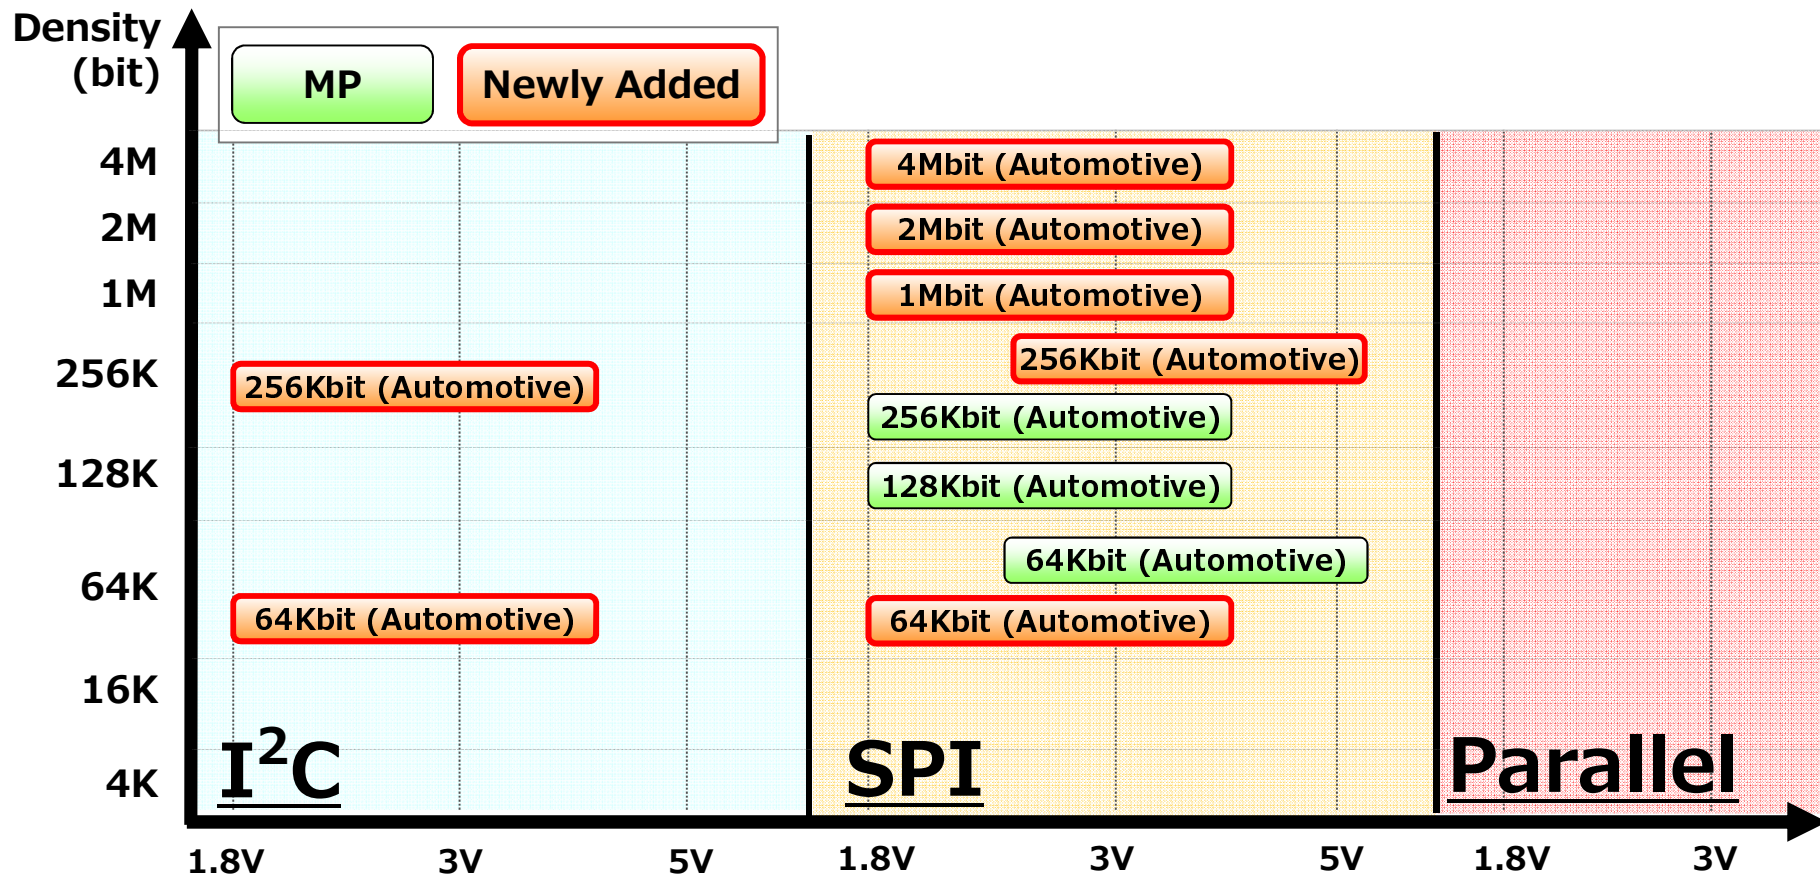 Density
(bit)
MP
Newly Added
4M
4Mbit (Automotive)
2M
2Mbit (Automotive)
1M
1Mbit (Automotive)
256K
256Kbit (Automotive)
256Kbit (Automotive)
256Kbit (Automotive)
128K
128Kbit (Automotive)
64K
64Kbit (Automotive)
64Kbit (Automotive)
64Kbit (Automotive)
16K
4K
I²C
SPI
Parallel
1.8V 3V 5V 1.8V 3V 5V 1.8V 3V